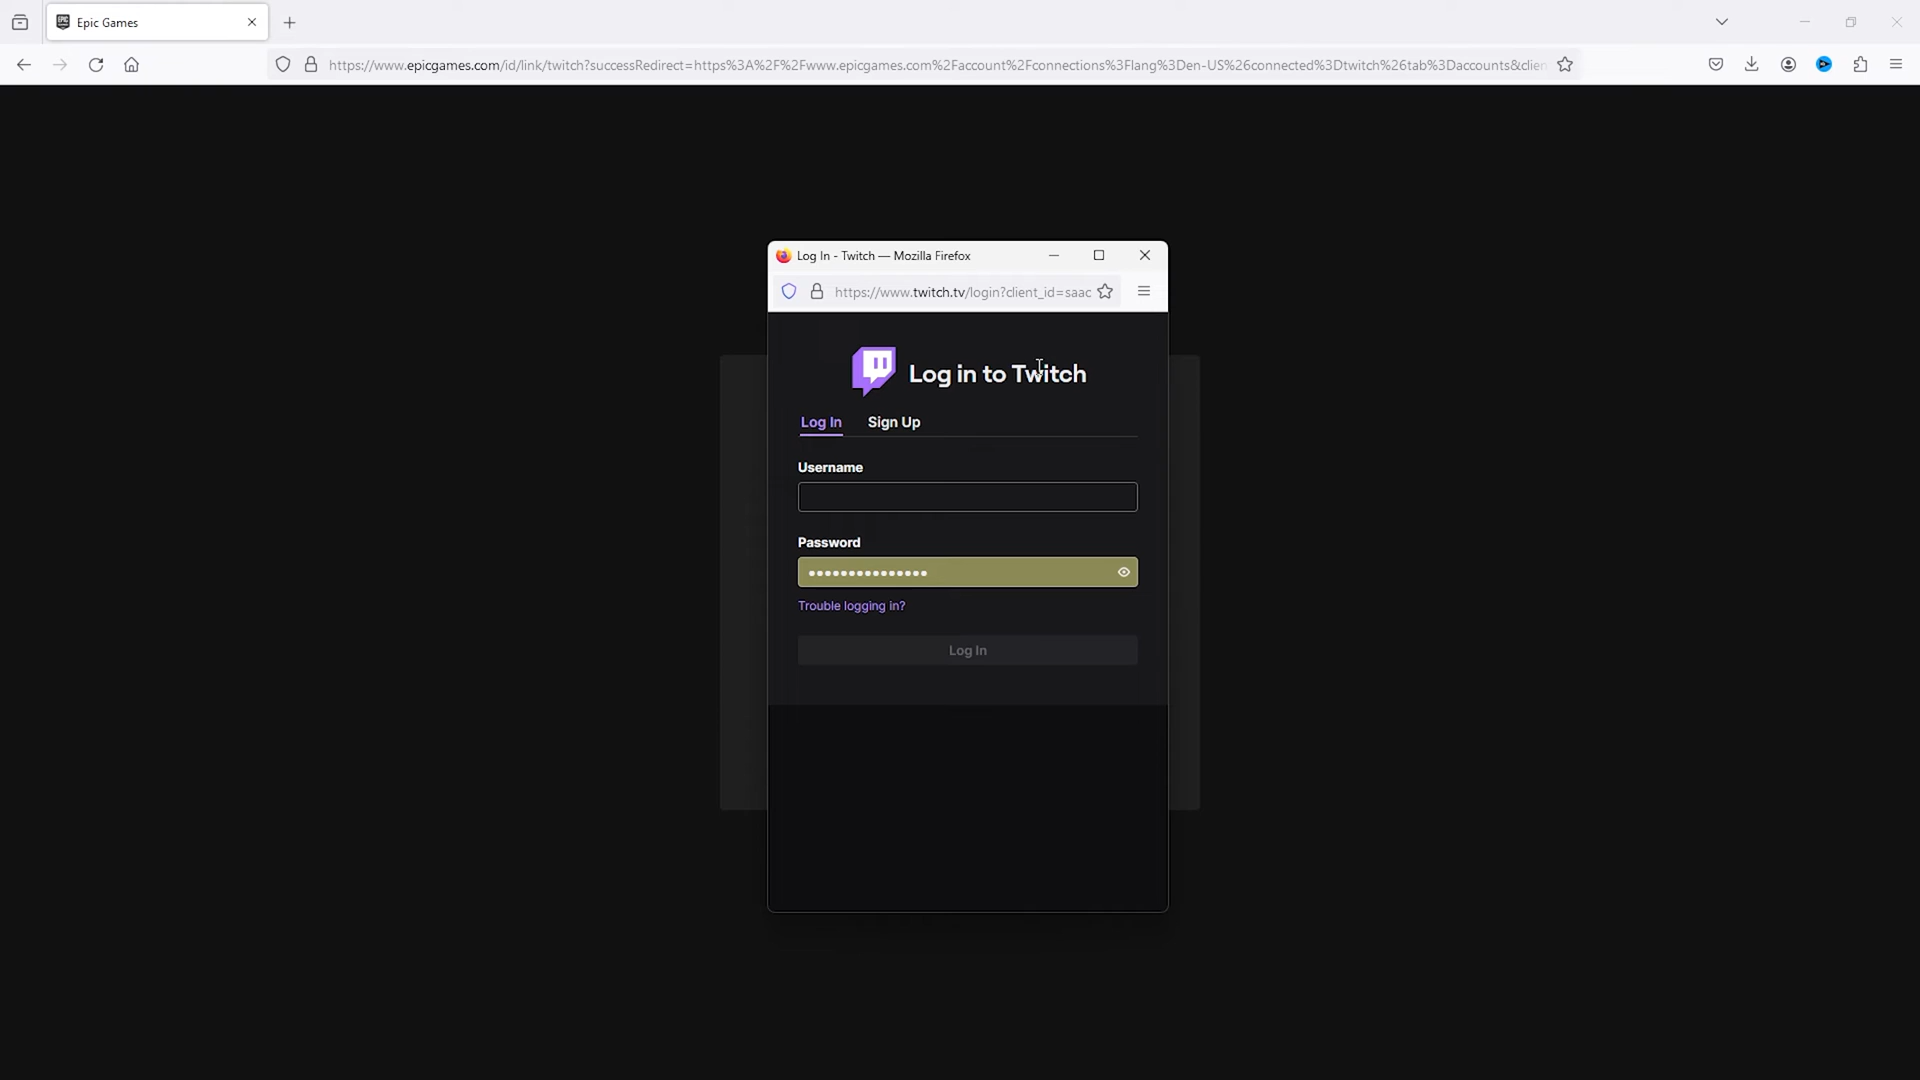 Epic Games
https://www.epicgames.com/id/link/twitch?successRedirect=https%3A%2F%2Fwww.epicgames.com%2Faccount%2Fconnections%3Flang%3Den-US%26connected%3Dtwitch%26tab%3Daccounts&clien
Log In - Twitch — Mozilla Firefox
https://www.twitch.tv/login?client_id=saac
Log in to Twitch
Log In Sign Up
Username
Password
Trouble logging in?
Log In